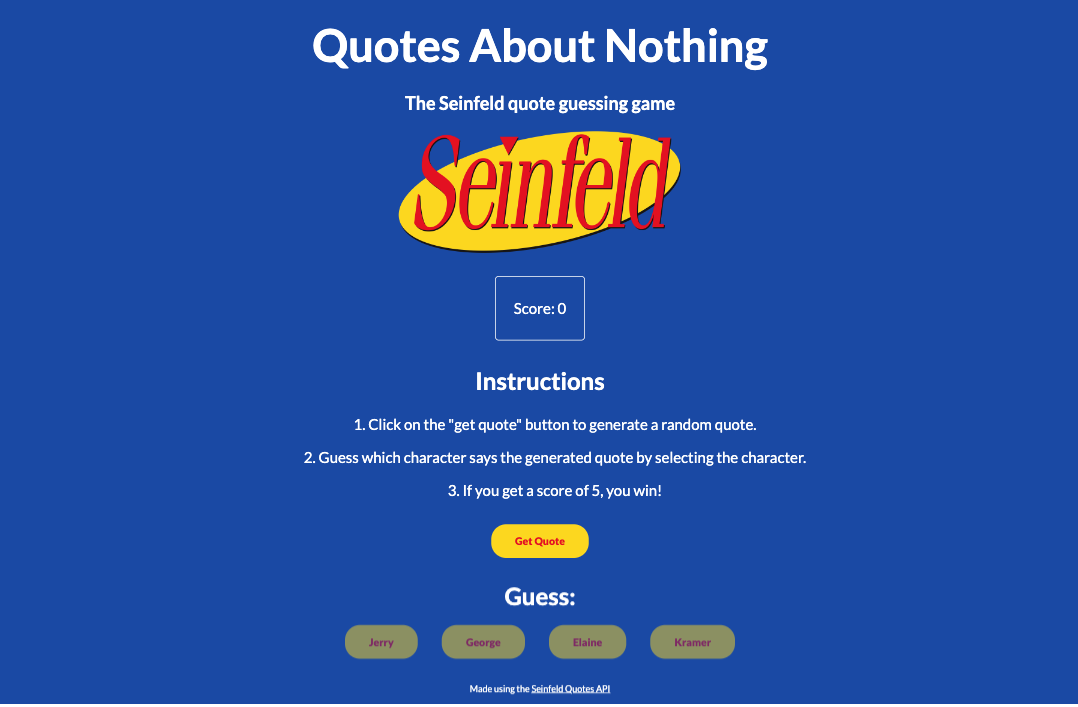 Quotes About Nothing
The Seinfeld quote guessing game
Seinfeld
Score: 0
Instructions
1. Click on the "get quote" button to generate a random quote.
2. Guess which character says the generated quote by selecting the character.
3. If you get a score of 5, you win!
Get Quote
Guess:
Jerry George Elaine Kramer
Made using the Seinfeld Quotes API